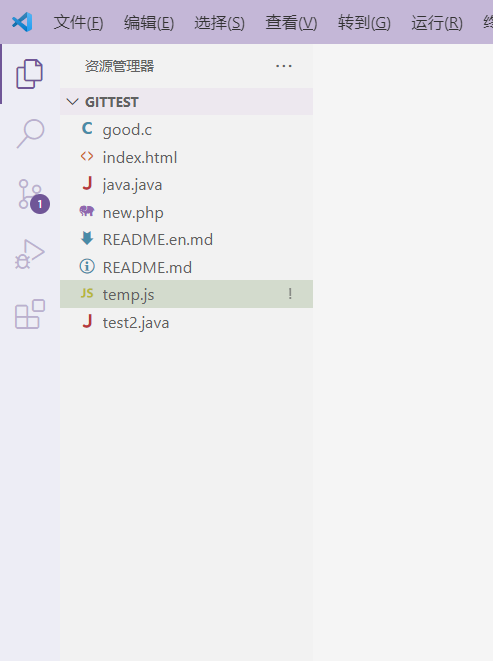 文件(F) 编辑(E) 选择(S) 查看(V) 转到(G) 运行(R)
资源管理器 ···
GITTEST
C good.c
<> index.html
J java.java
new.php
README.en.md
README.md
JS temp.js !
1
J test2.java